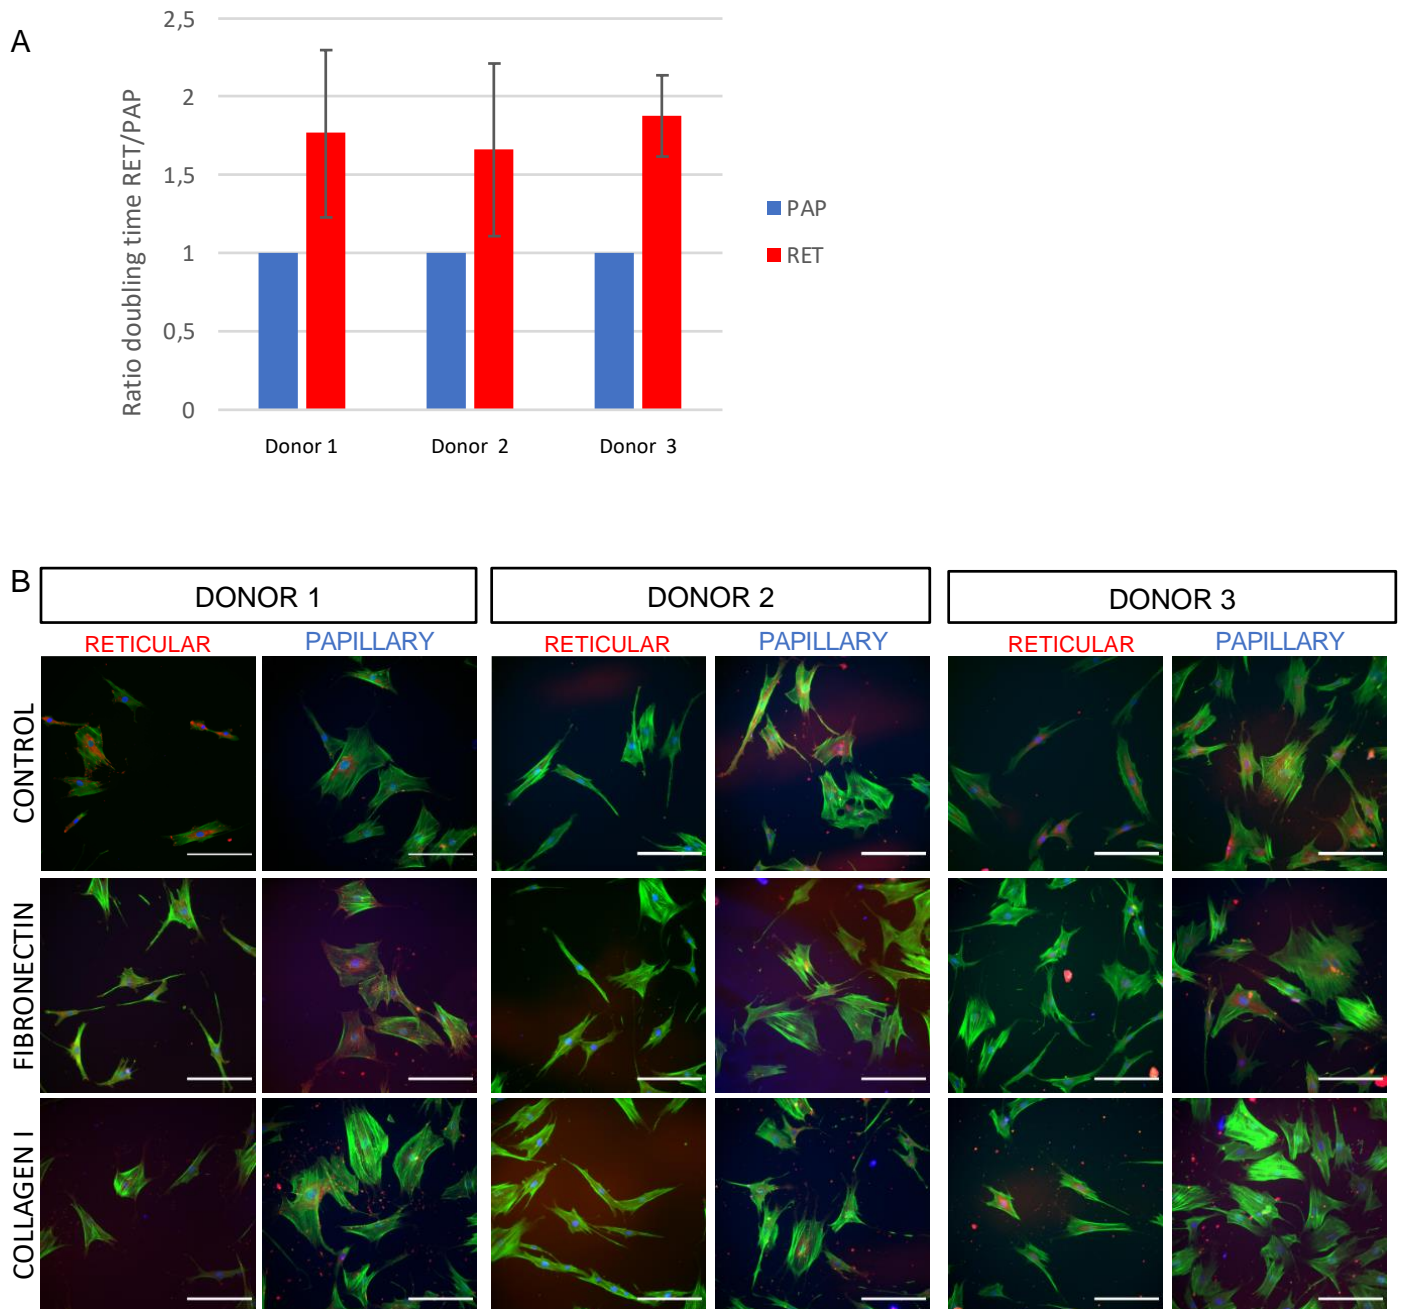 A
Ratio doubling time RET/PAP
2,5
2
1,5
1
0,5
0
Donor 1
Donor 2
Donor 3
PAP
RET
B
DONOR 1
DONOR 2
DONOR 3
RETICULAR
PAPILLARY
RETICULAR
PAPILLARY
RETICULAR
PAPILLARY
CONTROL
FIBRONECTIN
COLLAGEN I